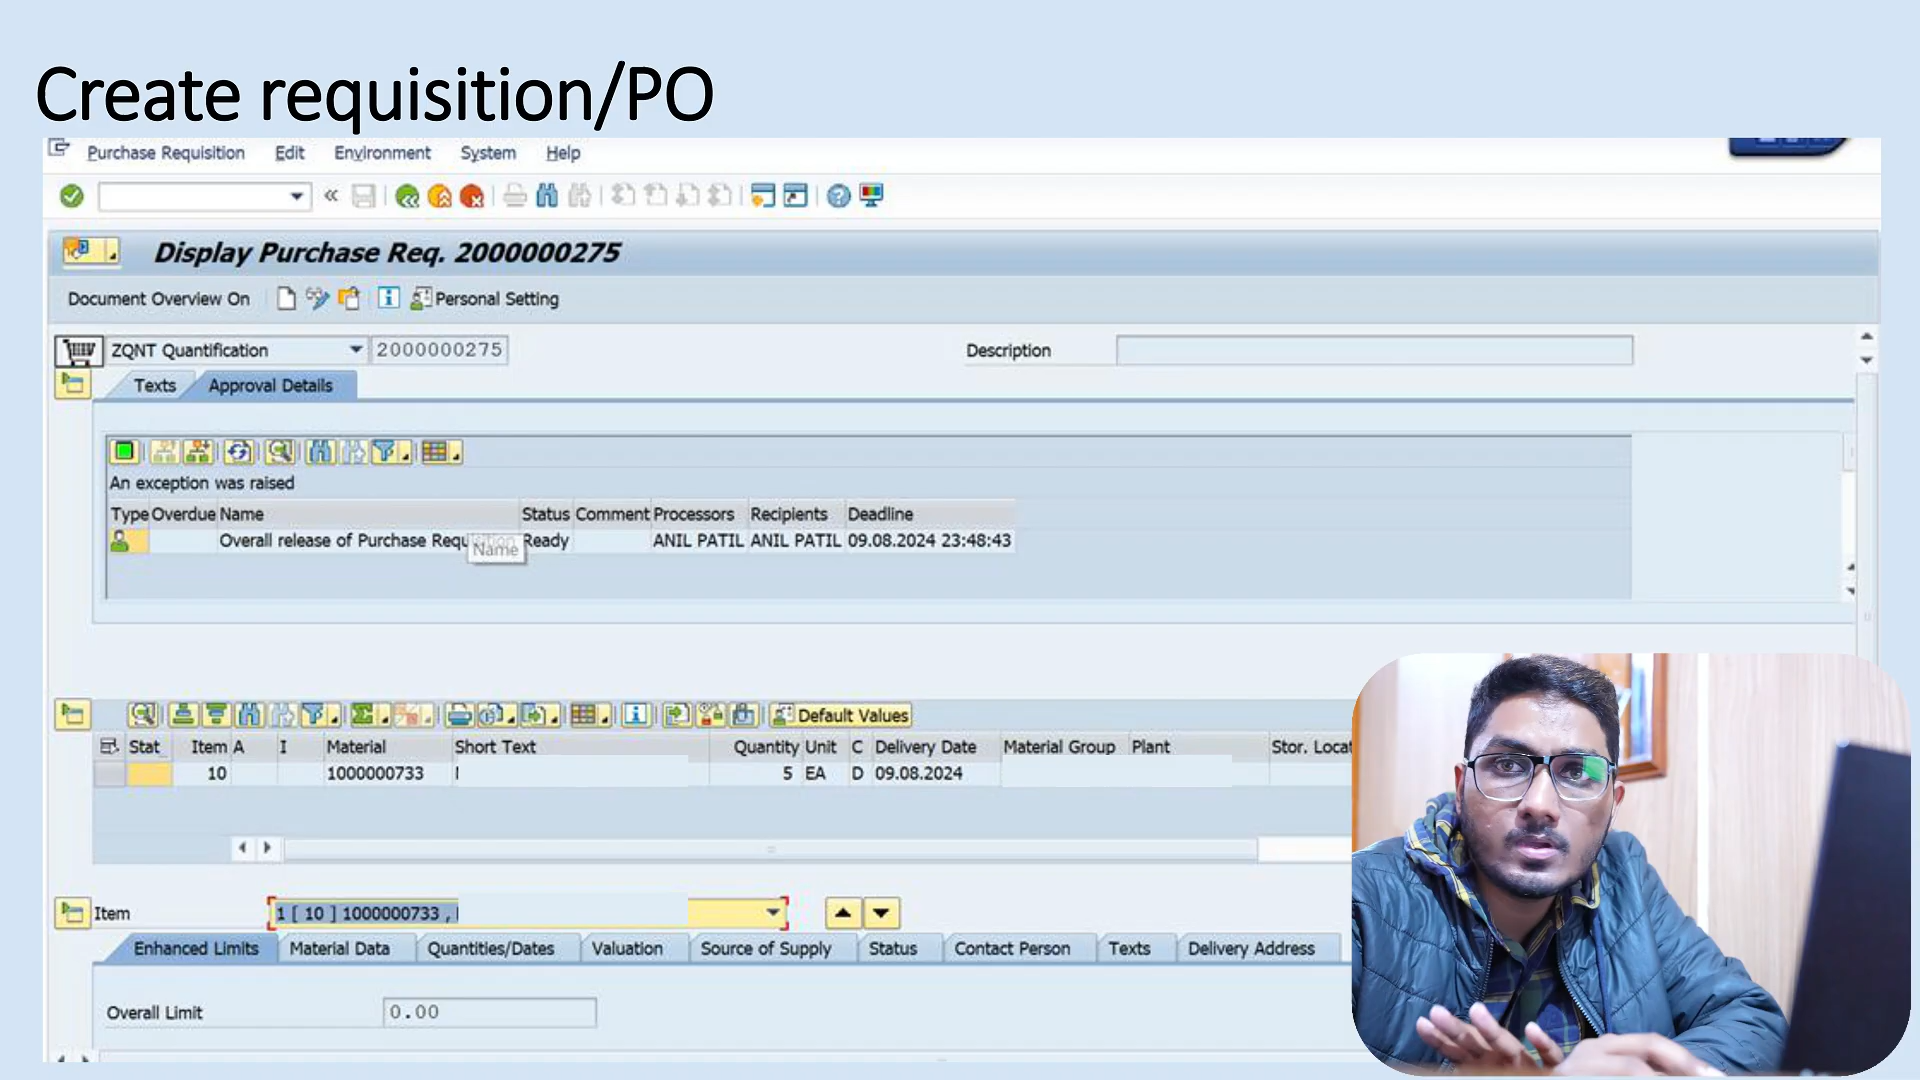 Create requisition/PO
Purchase Requisition Edit Environment System Help
Display Purchase Req. 2000000275
Document Overview On Personal Setting
ZQNT Quantification 2000000275 Description
Texts Approval Details
An exception was raised
Type Overdue Name Status Comment Processors Recipients Deadline
Overall release of Purchase Requisition Ready ANIL PATIL ANIL PATIL 09.08.2024 23:48:43
Name
Default Values
Stat Item A I Material Short Text Quantity Unit C Delivery Date Material Group Plant Stor. Locat
10 1000000733 5 EA D 09.08.2024
Item 1 [ 10 ] 1000000733 ,
Enhanced Limits Material Data Quantities/Dates Valuation Source of Supply Status Contact Person Texts Delivery Address
Overall Limit 0.00